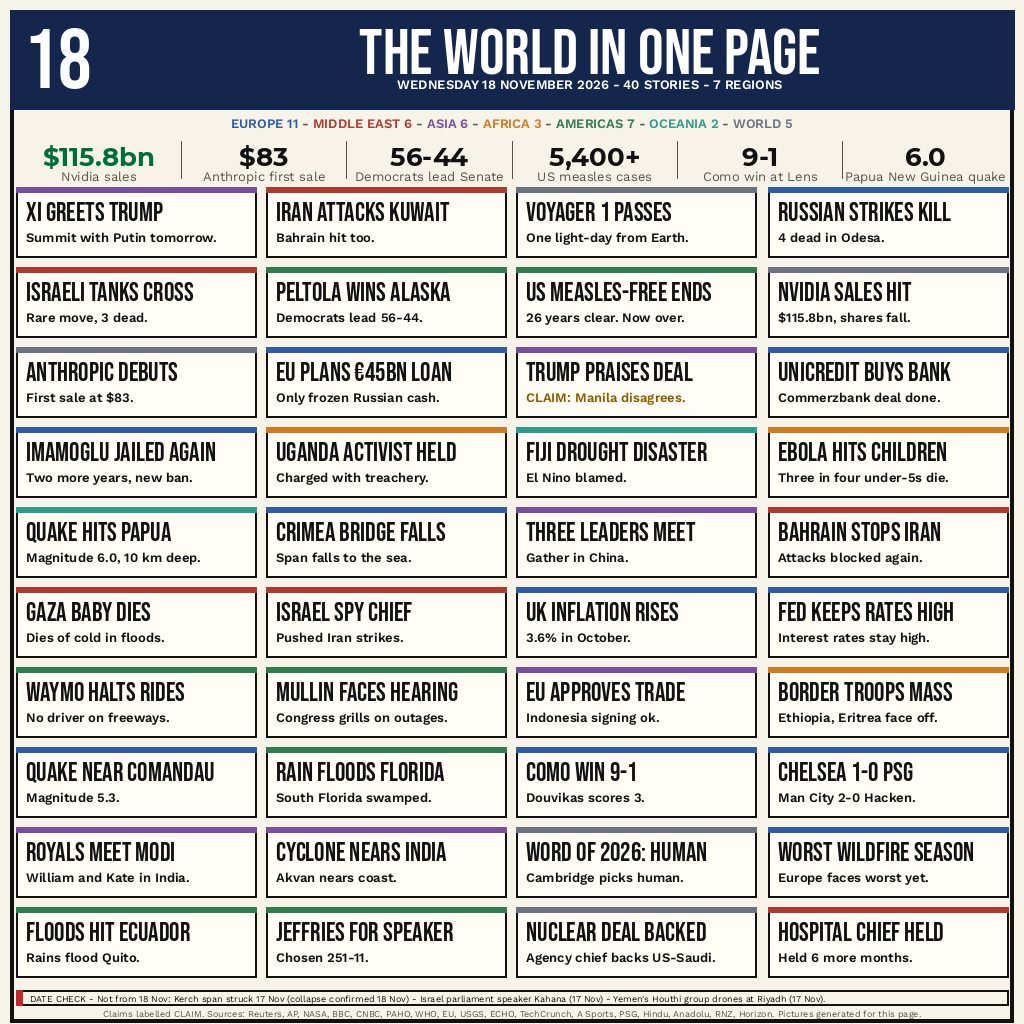 18
THE WORLD IN ONE PAGE
WEDNESDAY 18 NOVEMBER 2026 - 40 STORIES - 7 REGIONS
EUROPE 11 - MIDDLE EAST 6 - ASIA 6 - AFRICA 3 - AMERICAS 7 - OCEANIA 2 - WORLD 5
$115.8bn
Nvidia sales
$83
Anthropic first sale
56-44
Democrats lead Senate
5,400+
US measles cases
9-1
Como win at Lens
6.0
Papua New Guinea quake
XI GREETS TRUMP
Summit with Putin tomorrow.
IRAN ATTACKS KUWAIT
Bahrain hit too.
VOYAGER 1 PASSES
One light-day from Earth.
RUSSIAN STRIKES KILL
4 dead in Odesa.
ISRAELI TANKS CROSS
Rare move, 3 dead.
PELTOLA WINS ALASKA
Democrats lead 56-44.
US MEASLES-FREE ENDS
26 years clear. Now over.
NVIDIA SALES HIT
$115.8bn, shares fall.
ANTHROPIC DEBUTS
First sale at $83.
EU PLANS €45BN LOAN
Only frozen Russian cash.
TRUMP PRAISES DEAL
CLAIM: Manila disagrees.
UNICREDIT BUYS BANK
Commerzbank deal done.
IMAMOGLU JAILED AGAIN
Two more years, new ban.
UGANDA ACTIVIST HELD
Charged with treachery.
FIJI DROUGHT DISASTER
El Nino blamed.
EBOLA HITS CHILDREN
Three in four under-5s die.
QUAKE HITS PAPUA
Magnitude 6.0, 10 km deep.
CRIMEA BRIDGE FALLS
Span falls to the sea.
THREE LEADERS MEET
Gather in China.
BAHRAIN STOPS IRAN
Attacks blocked again.
GAZA BABY DIES
Dies of cold in floods.
ISRAEL SPY CHIEF
Pushed Iran strikes.
UK INFLATION RISES
3.6% in October.
FED KEEPS RATES HIGH
Interest rates stay high.
WAYMO HALTS RIDES
No driver on freeways.
MULLIN FACES HEARING
Congress grills on outages.
EU APPROVES TRADE
Indonesia signing ok.
BORDER TROOPS MASS
Ethiopia, Eritrea face off.
QUAKE NEAR COMANDAU
Magnitude 5.3.
RAIN FLOODS FLORIDA
South Florida swamped.
COMO WIN 9-1
Douvikas scores 3.
CHELSEA 1-0 PSG
Man City 2-0 Hacken.
ROYALS MEET MODI
William and Kate in India.
CYCLONE NEARS INDIA
Akvan nears coast.
WORD OF 2026: HUMAN
Cambridge picks human.
WORST WILDFIRE SEASON
Europe faces worst yet.
FLOODS HIT ECUADOR
Rains flood Quito.
JEFFRIES FOR SPEAKER
Chosen 251-11.
NUCLEAR DEAL BACKED
Agency chief backs US-Saudi.
HOSPITAL CHIEF HELD
Held 6 more months.
DATE CHECK - Not from 18 Nov: Kerch span struck 17 Nov (collapse confirmed 18 Nov) - Israel parliament speaker Kahana (17 Nov) - Yemen's Houthi group drones at Riyadh (17 Nov).
Claims labelled CLAIM. Sources: Reuters, AP, NASA, BBC, CNBC, PAHO, WHO, EU, USGS, ECHO, TechCrunch, A Sports, PSG, Hindu, Anadolu, RNZ, Horizon. Pictures generated for this page.